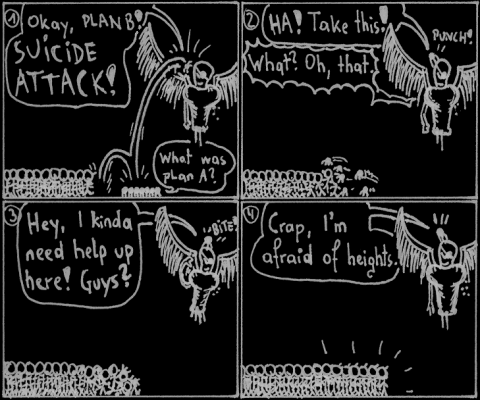 1
Okay, PLAN B!
SUICIDE
ATTACK!
What was
plan A?
2
HA! Take this!
PUNCH!
What? Oh, that.
3
Hey, I kinda
need help up
here! Guys?
BITE!
4
Crap, I'm
afraid of heights.